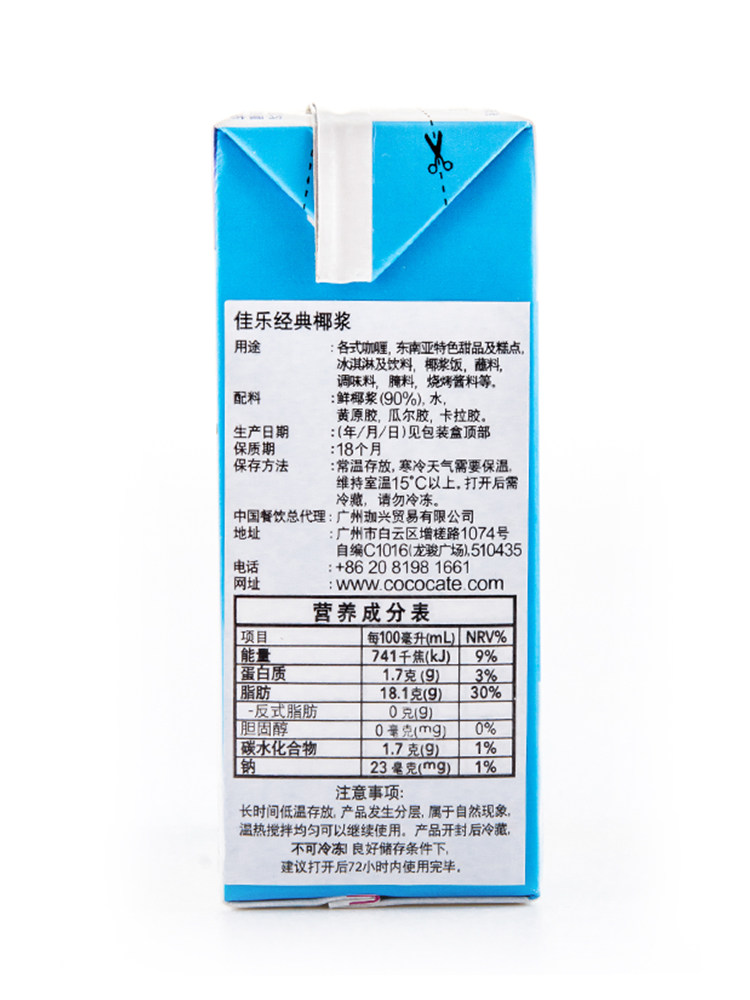 佳乐经典椰浆
用途 : 各式咖喱, 东南亚特色甜品及糕点,
冰淇淋及饮料, 椰浆饭, 蘸料,
调味料, 腌料, 烧烤酱料等。
配料 : 鲜椰浆(90%), 水,
黄原胶, 瓜尔胶, 卡拉胶。
生产日期 : (年/月/日)见包装盒顶部
保质期 : 18个月
保存方法 : 常温存放, 寒冷天气需要保温,
维持室温15°C以上。打开后需
冷藏, 请勿冷冻。
中国餐饮总代理 : 广州珈兴贸易有限公司
地址 : 广州市白云区增槎路1074号
自编C1016(龙骏广场),510435
电话 : +86 20 8198 1661
网址 : www.cococate.com
营养成分表
项目 每100毫升(mL) NRV%
能量 741千焦(kJ) 9%
蛋白质 1.7克(g) 3%
脂肪 18.1克(g) 30%
-反式脂肪 0克(g)
胆固醇 0毫克(mg) 0%
碳水化合物 1.7克(g) 1%
钠 23毫克(mg) 1%
注意事项:
长时间低温存放, 产品发生分层, 属于自然现象,
温热搅拌均匀可以继续使用。产品开封后冷藏,
不可冷冻! 良好储存条件下,
建议打开后72小时内使用完毕。